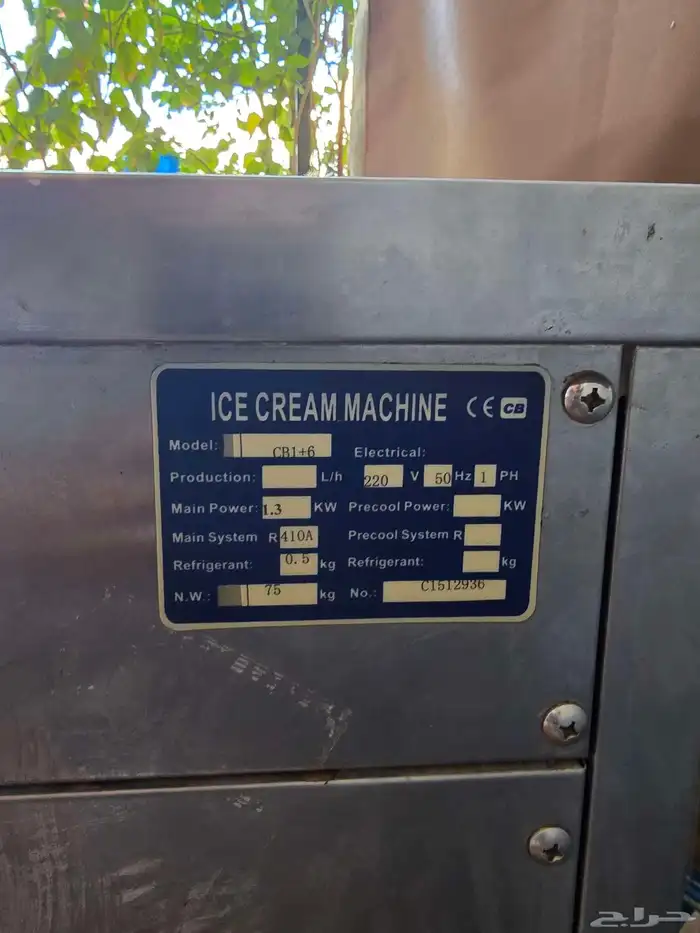 ICE CREAM MACHINE CE CB
Model: CB1+6 Electrical:
Production: L/h 220 V 50 Hz 1 PH
Main Power: 1.3 KW Precool Power: KW
Main System R 410A Precool System R
Refrigerant: 0.5 kg Refrigerant: kg
N.W.: 75 kg No.: C1512936
حراج